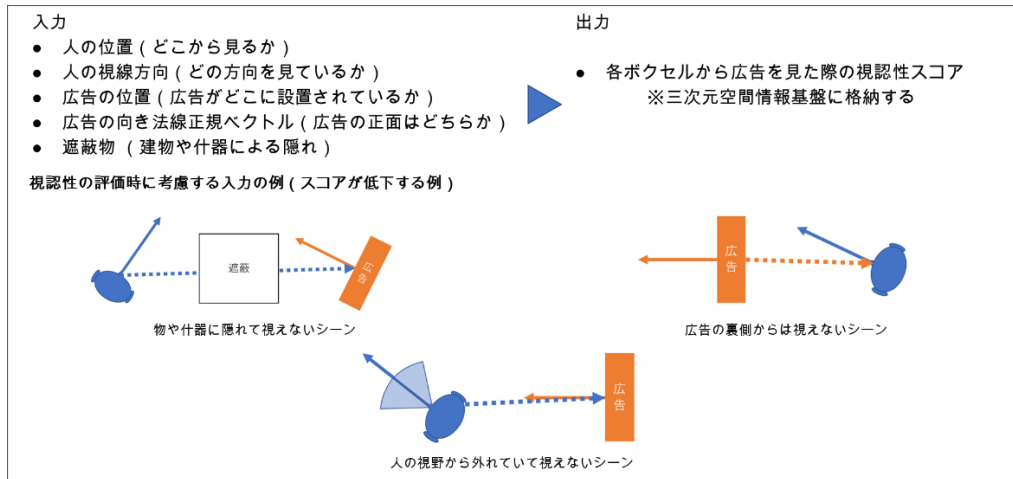 入力
● 人の位置（どこから見るか）
● 人の視線方向（どの方向を見ているか）
● 広告の位置（広告がどこに設置されているか）
● 広告の向き法線正規ベクトル（広告の正面はどちらか）
● 遮蔽物（建物や什器による隠れ）
出力
● 各ボクセルから広告を見た際の視認性スコア
※三次元空間情報基盤に格納する
視認性の評価時に考慮する入力の例（スコアが低下する例）
遮蔽
広告
物や什器に隠れて視えないシーン
広告
広告の裏側からは視えないシーン
広告
人の視野から外れていて視えないシーン